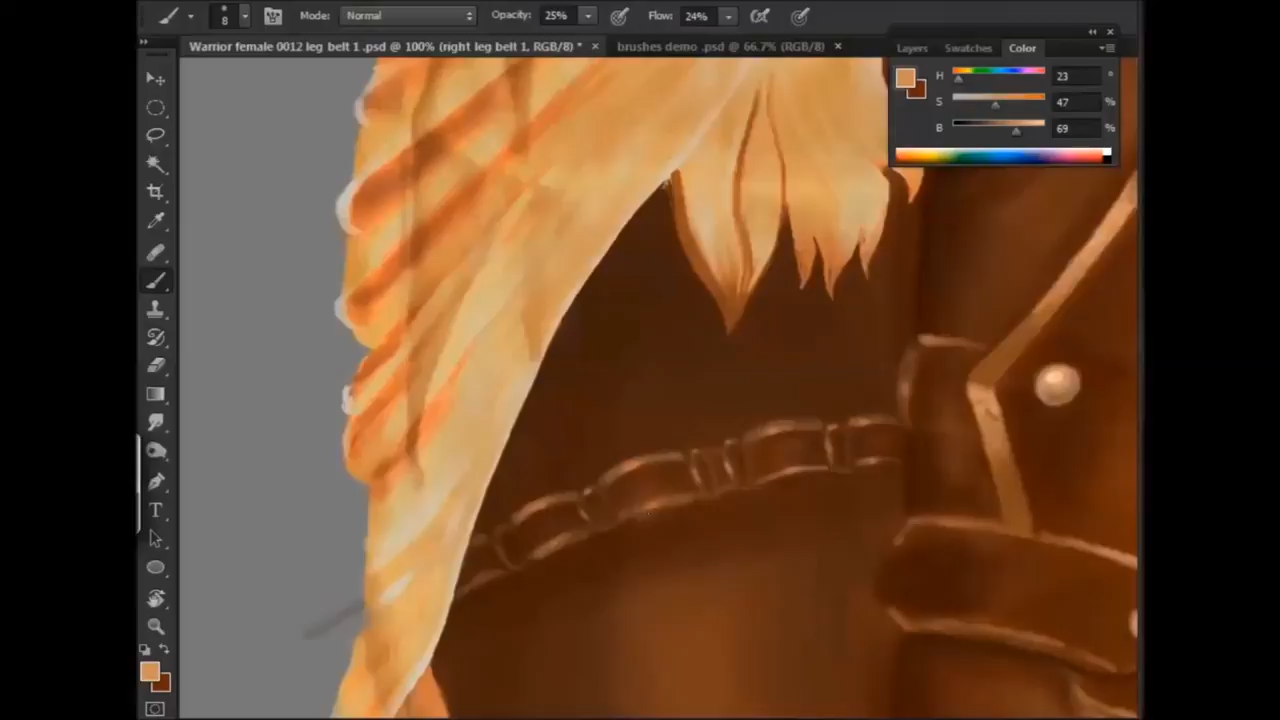 8 Mode: Normal Opacity: 25% Flow: 24%
Warrior female 0012 leg belt 1 .psd @ 100% (right leg belt 1, RGB/8) * × brushes demo .psd @ 66.7% (RGB/8) ×
Layers Swatches Color
H 23 °
S 47 %
B 69 %
T